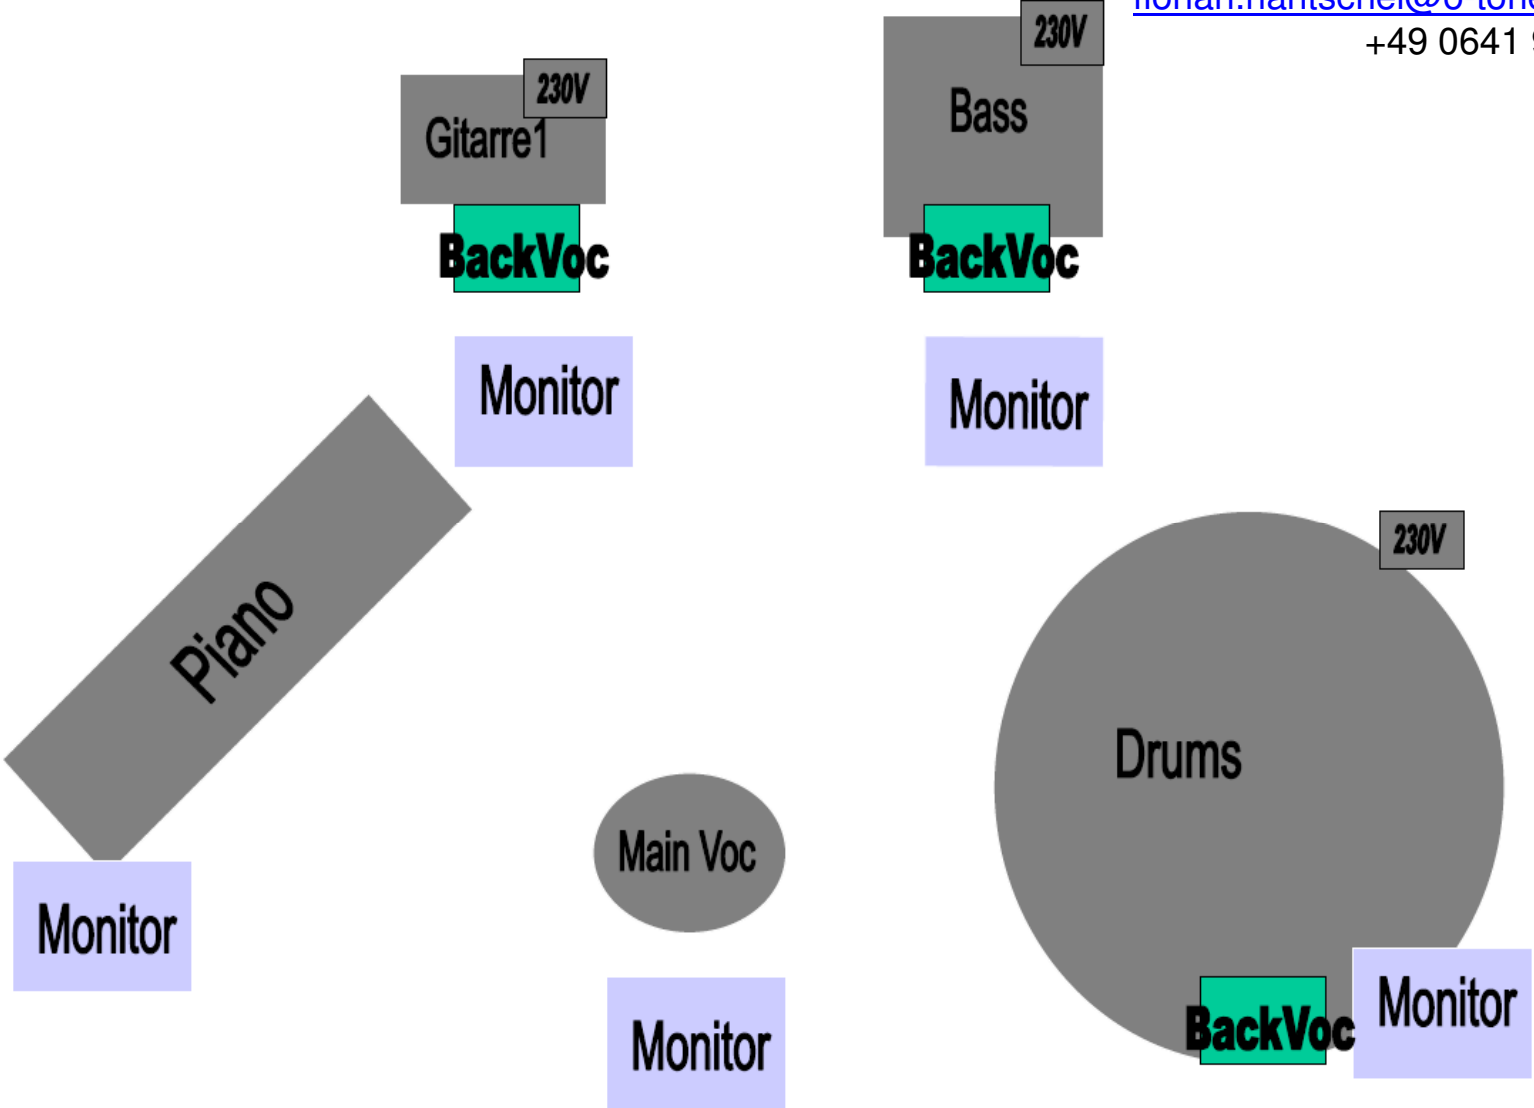 230V
+49 0641
230V
Gitarre1
Bass
BackVoc
BackVoc
Monitor
Monitor
230V
Piano
Drums
Main Voc
Monitor
Monitor
BackVoc
Monitor